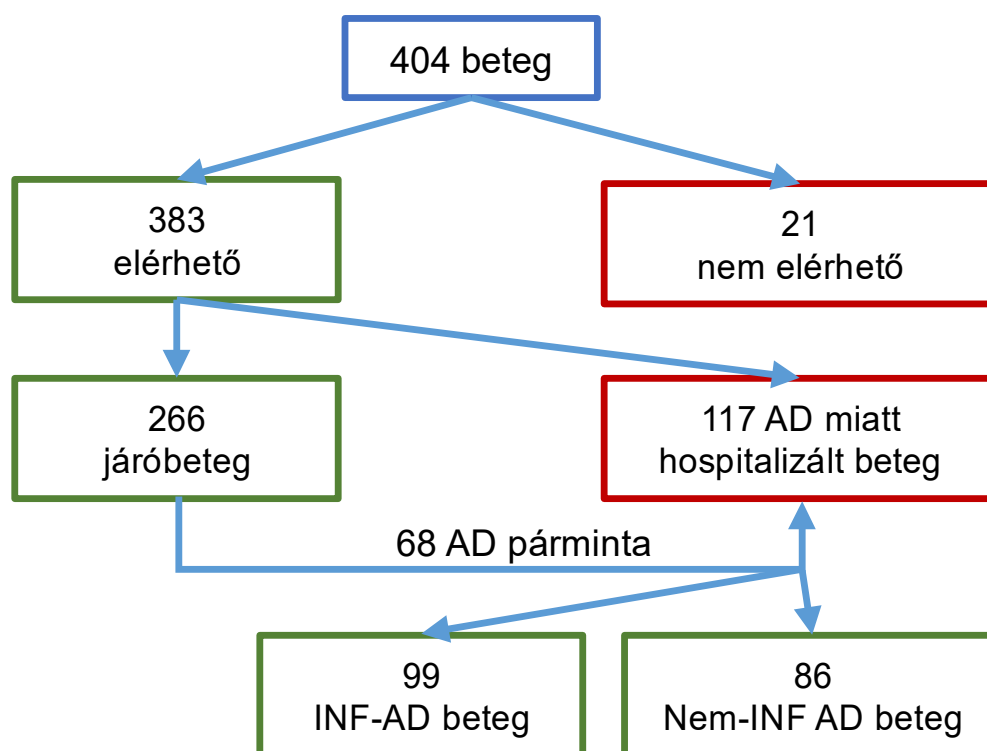 404 beteg
383
elérhető
21
nem elérhető
266
járóbeteg
117 AD miatt
hospitalizált beteg
68 AD párminta
99
INF-AD beteg
86
Nem-INF AD beteg